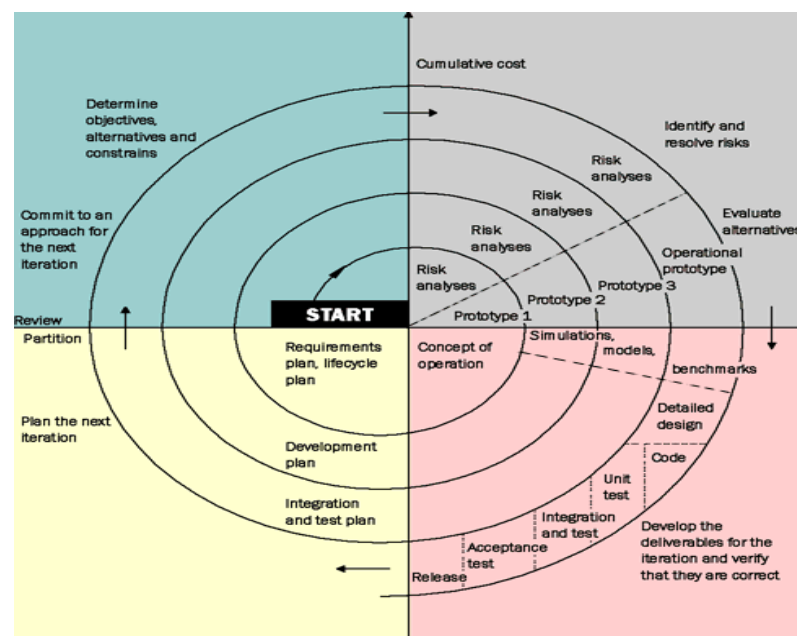 Cumulative cost
Determine
objectives,
alternatives and
constrains
Identify and
resolve risks
Risk
analyses
Risk
analyses
Risk
analyses
Risk
analyses
Commit to an
approach for
the next
iteration
Evaluate
alternatives
Operational
prototype
Prototype 3
Prototype 2
Prototype 1
START
Review
Partition
Requirements
plan, lifecycle
plan
Concept of
operation
Simulations,
models,
benchmarks
Plan the next
iteration
Detailed
design
Development
plan
Code
Unit
test
Integration
and test plan
Integration
and test
Acceptance
test
Release
Develop the
deliverables for the
iteration and verify
that they are correct